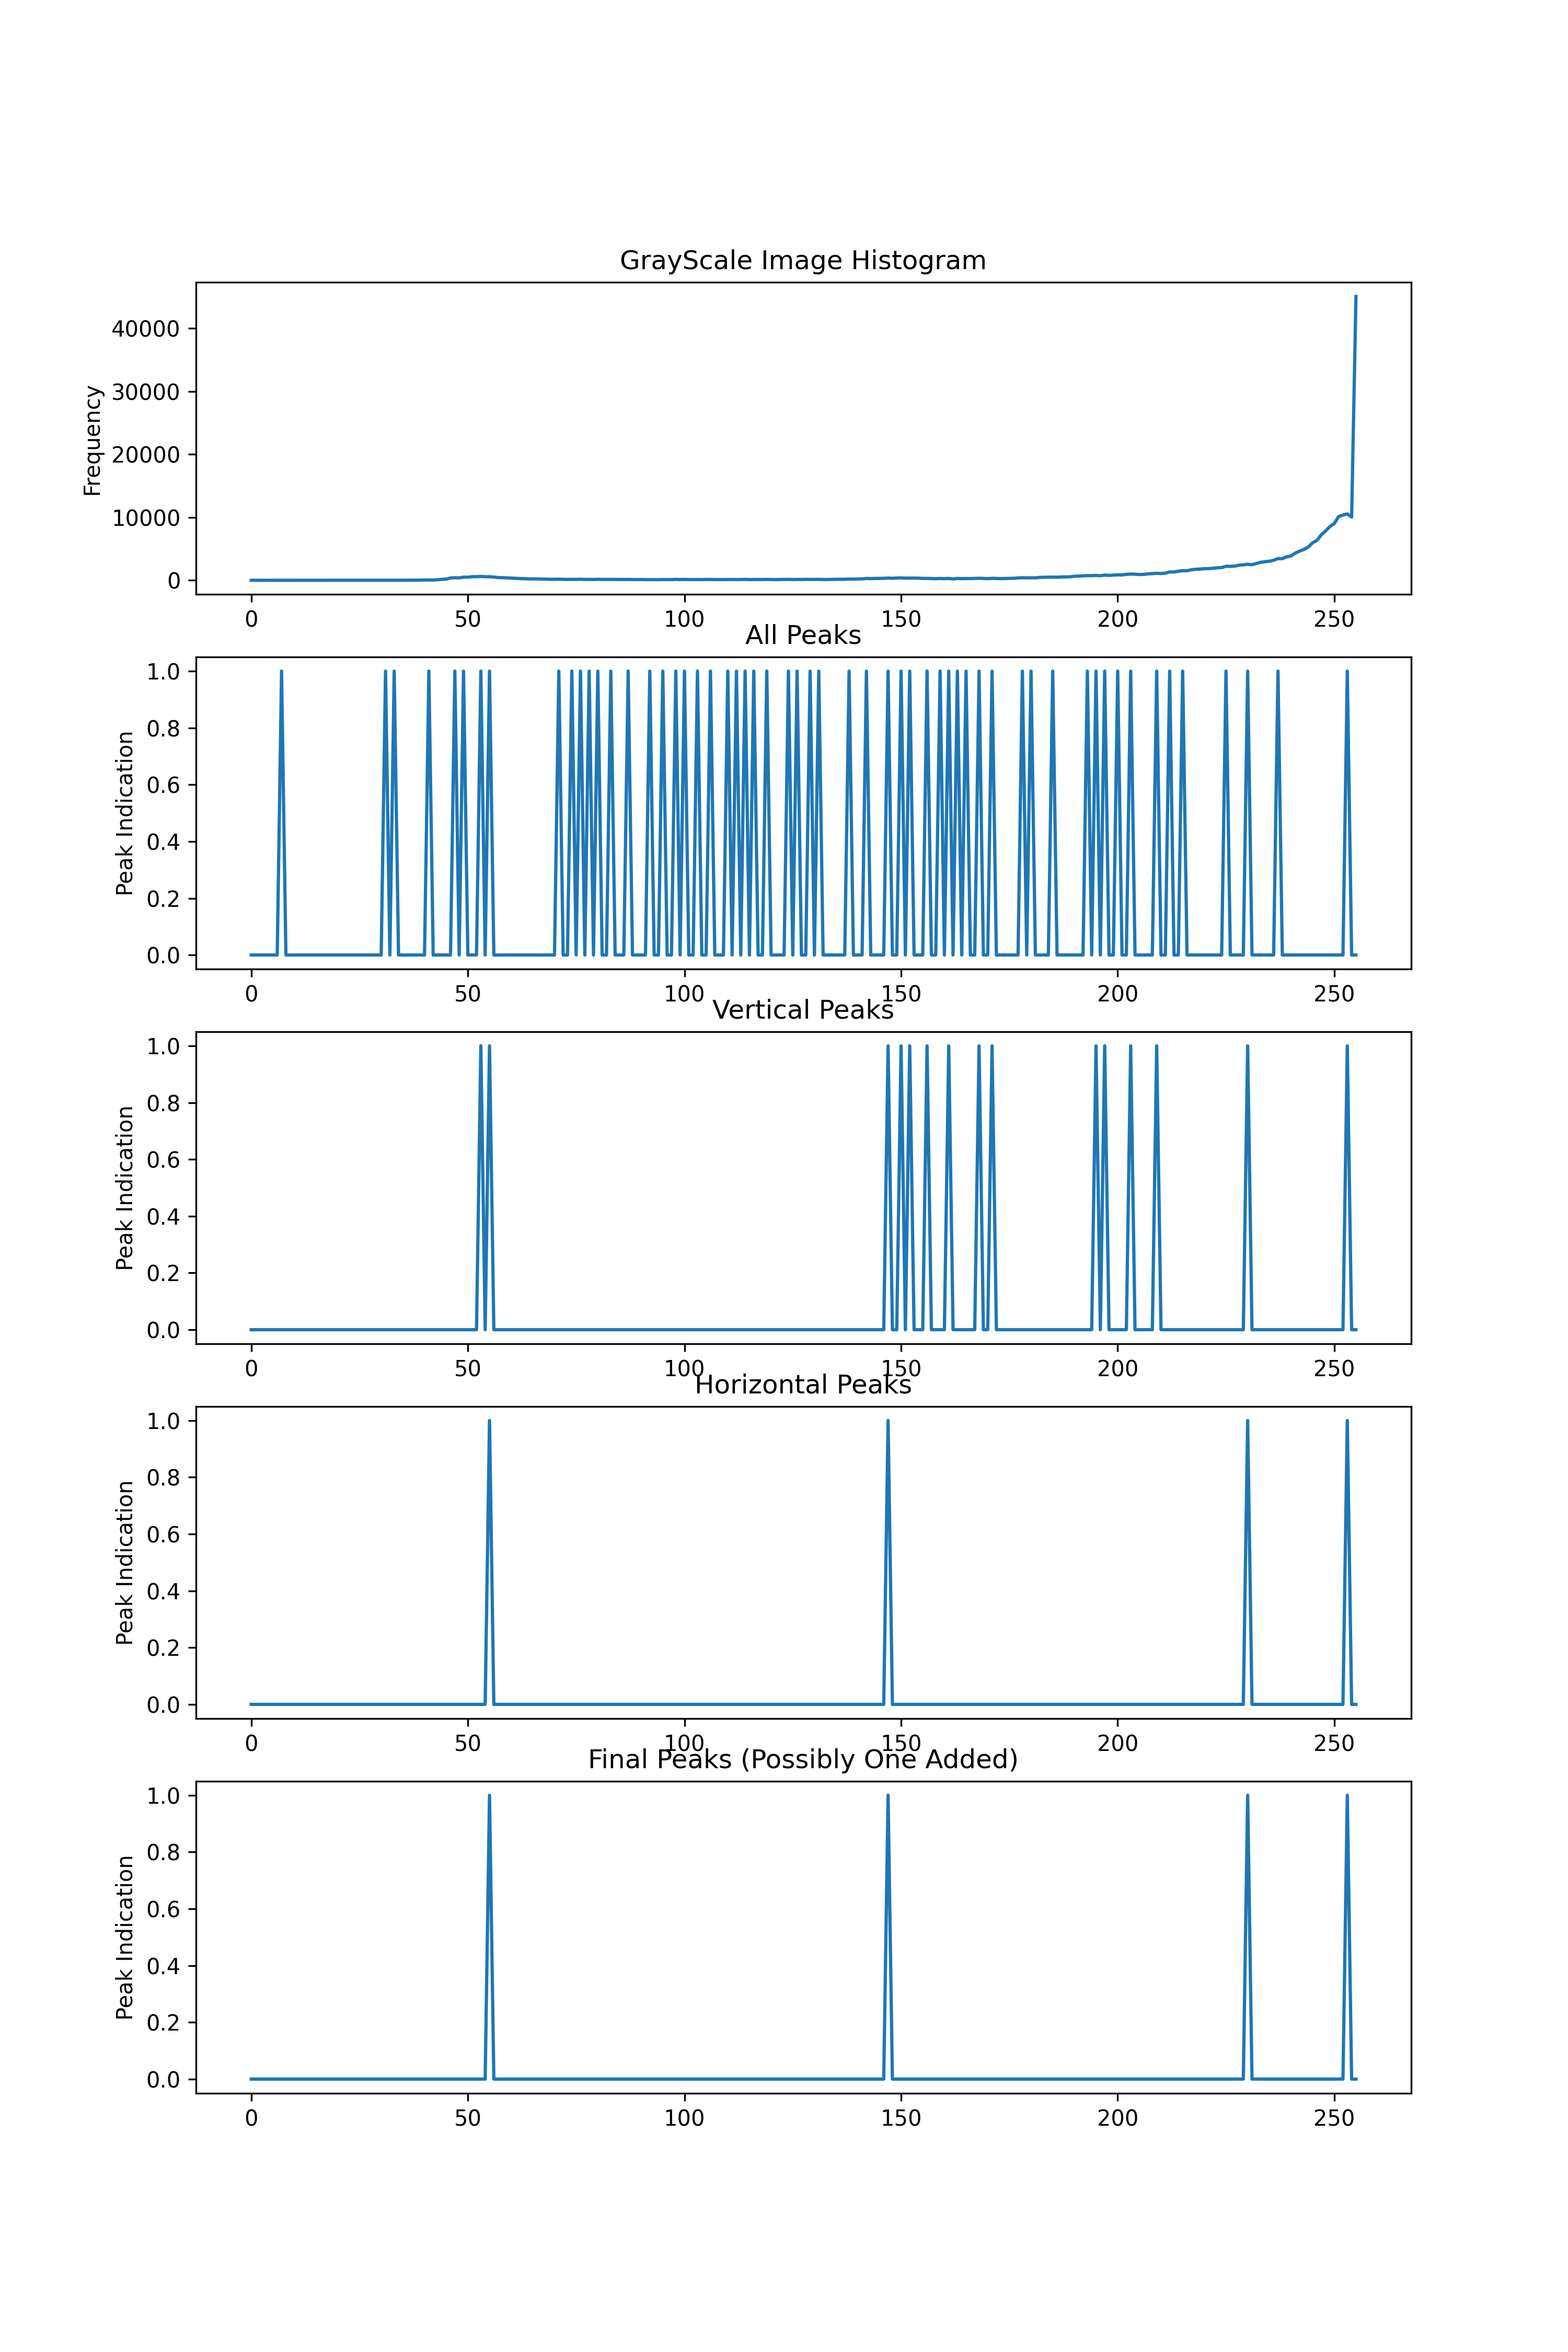 GrayScale Image Histogram
Frequency
40000
30000
20000
10000
0
0 50 100 150 200 250
All Peaks
Peak Indication
1.0
0.8
0.6
0.4
0.2
0.0
0 50 100 150 200 250
Vertical Peaks
Peak Indication
1.0
0.8
0.6
0.4
0.2
0.0
0 50 100 150 200 250
Horizontal Peaks
Peak Indication
1.0
0.8
0.6
0.4
0.2
0.0
0 50 100 150 200 250
Final Peaks (Possibly One Added)
Peak Indication
1.0
0.8
0.6
0.4
0.2
0.0
0 50 100 150 200 250